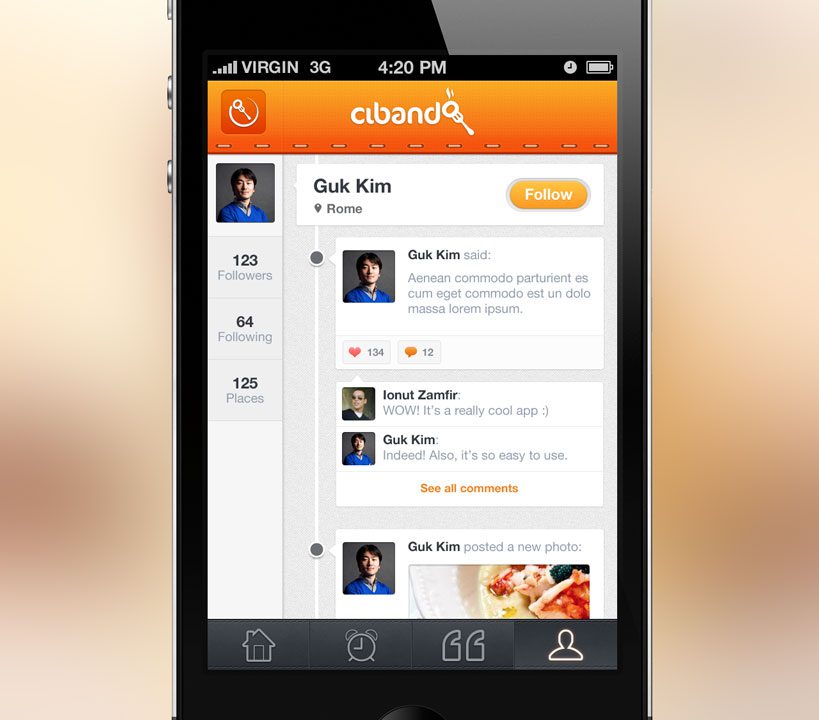 VIRGIN 3G 4:20 PM
cıbando
Guk Kim
Rome
Follow
123
Followers
64
Following
125
Places
Guk Kim said:
Aenean commodo parturient es
cum eget commodo est un dolo
massa lorem ipsum.
134 12
Ionut Zamfir:
WOW! It's a really cool app :)
Guk Kim:
Indeed! Also, it's so easy to use.
See all comments
Guk Kim posted a new photo: